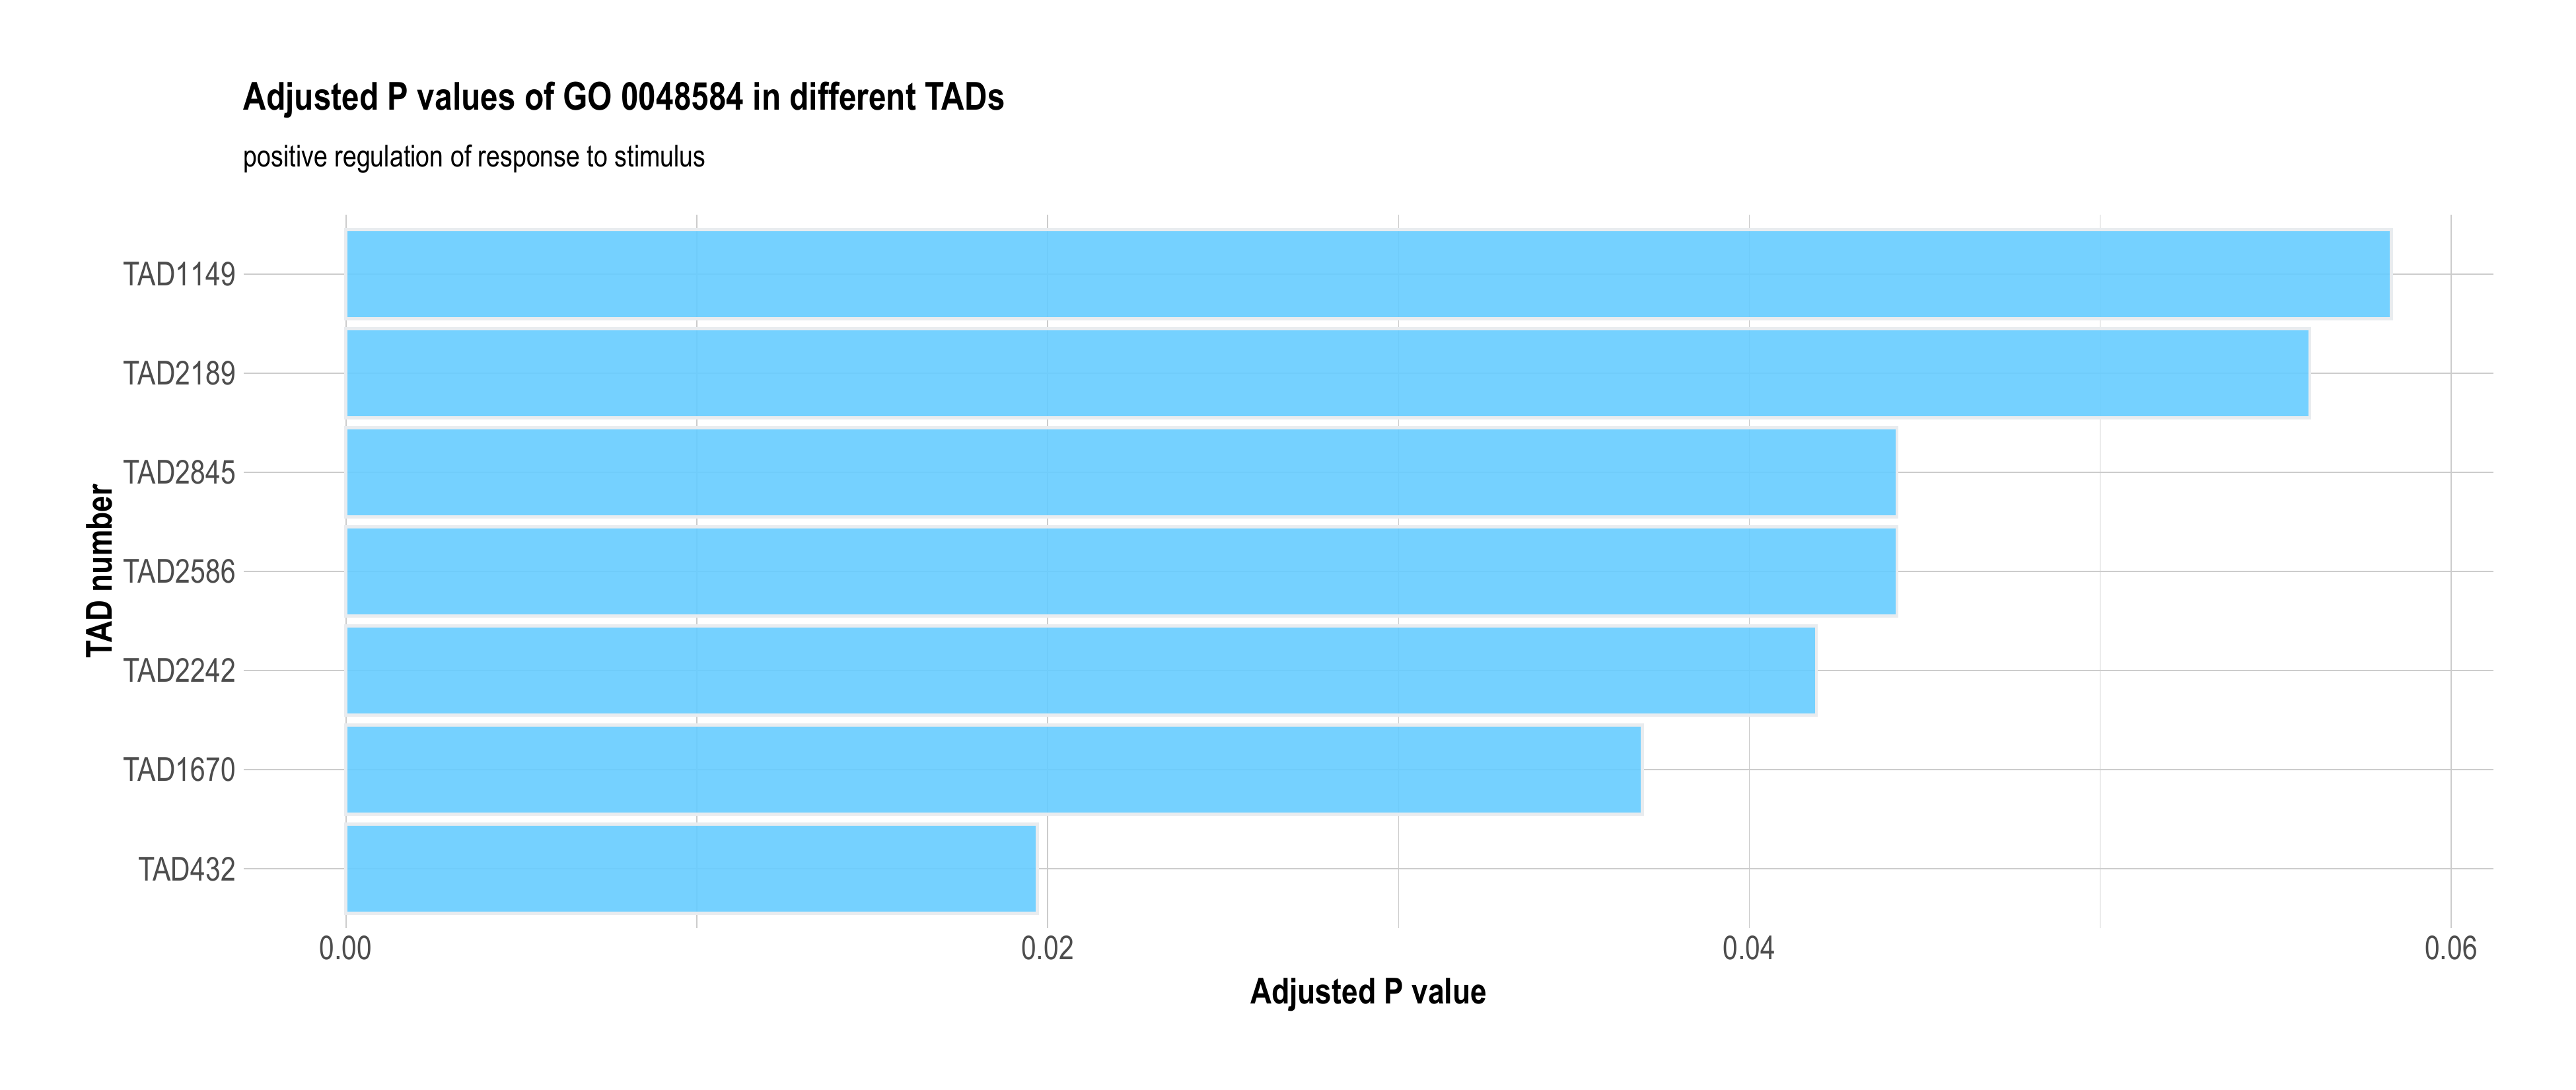 Adjusted P values of GO 0048584 in different TADs
positive regulation of response to stimulus
TAD number
TAD1149
TAD2189
TAD2845
TAD2586
TAD2242
TAD1670
TAD432
0.00 0.02 0.04 0.06
Adjusted P value